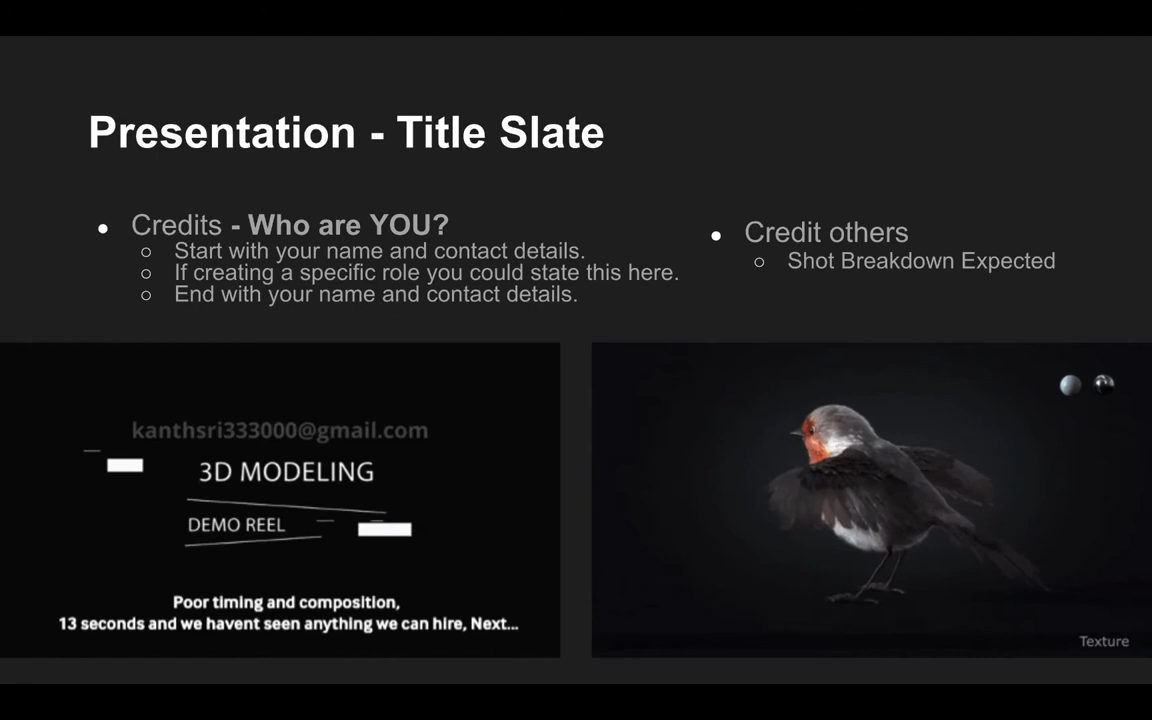 Presentation - Title Slate
Credits - Who are YOU?
Start with your name and contact details.
If creating a specific role you could state this here.
End with your name and contact details.
Credit others
Shot Breakdown Expected
kanthsri333000@gmail.com
3D MODELING
DEMO REEL
Poor timing and composition,
13 seconds and we havent seen anything we can hire, Next...
Texture